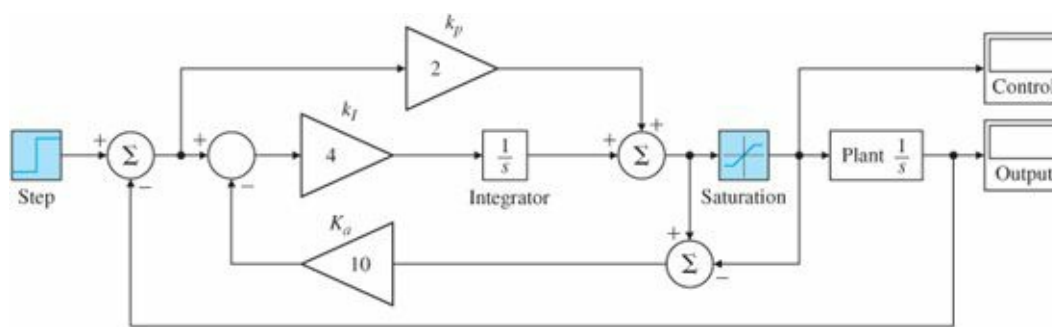 k_p
2
k_I
4
1/s
Integrator
Σ
Step
Σ
Saturation
Plant 1/s
Control
Output
K_a
10
Σ
+
−
+
−
+
+
+
−